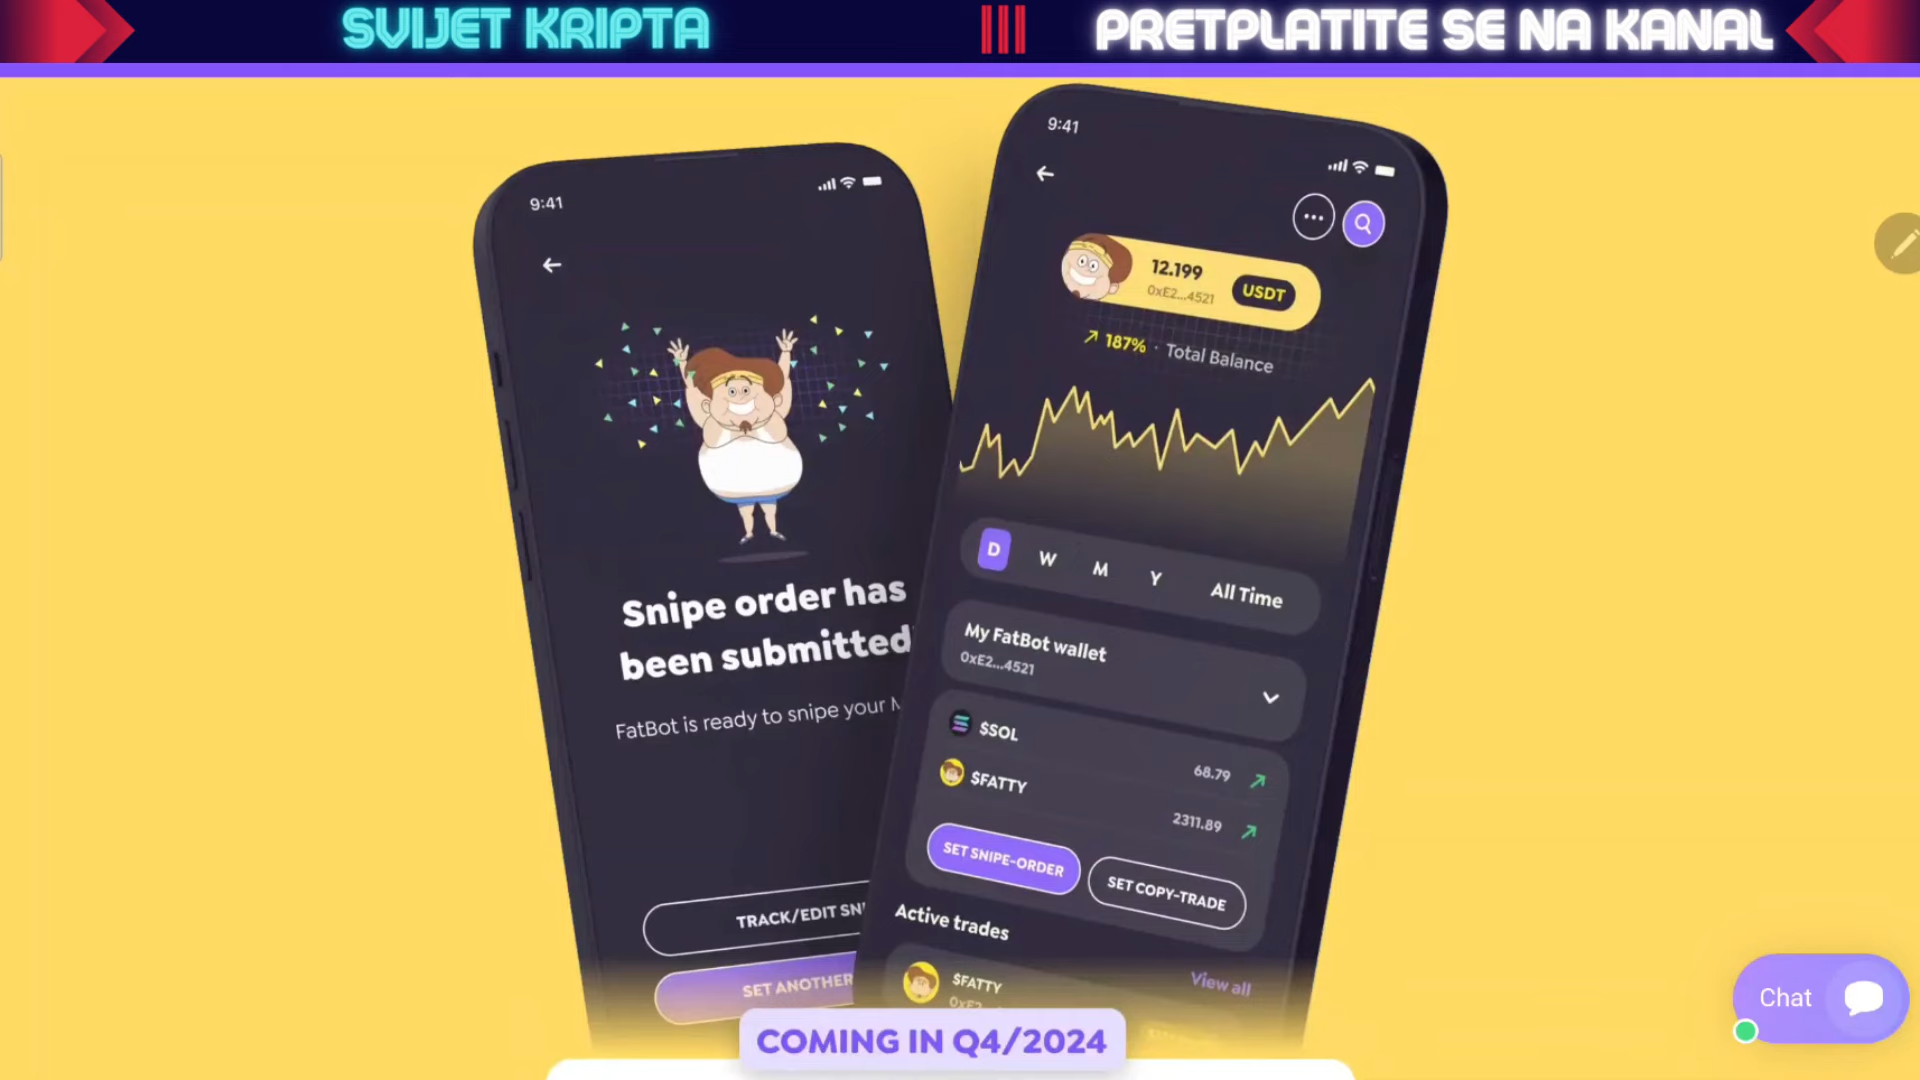 SVIJET KRIPTA
PRETPLATITE SE NA KANAL
9:41
Snipe order has
been submitted
FatBot is ready to snipe your
TRACK/EDIT
SET ANOTHER
9:41
12.199
0xE2...4521
USDT
187% · Total Balance
D W M Y All Time
My FatBot wallet
0xE2...4521
$SOL
68.79
$FATTY
2311.89
SET SNIPE-ORDER
SET COPY-TRADE
Active trades
View all
$FATTY
COMING IN Q4/2024
Chat